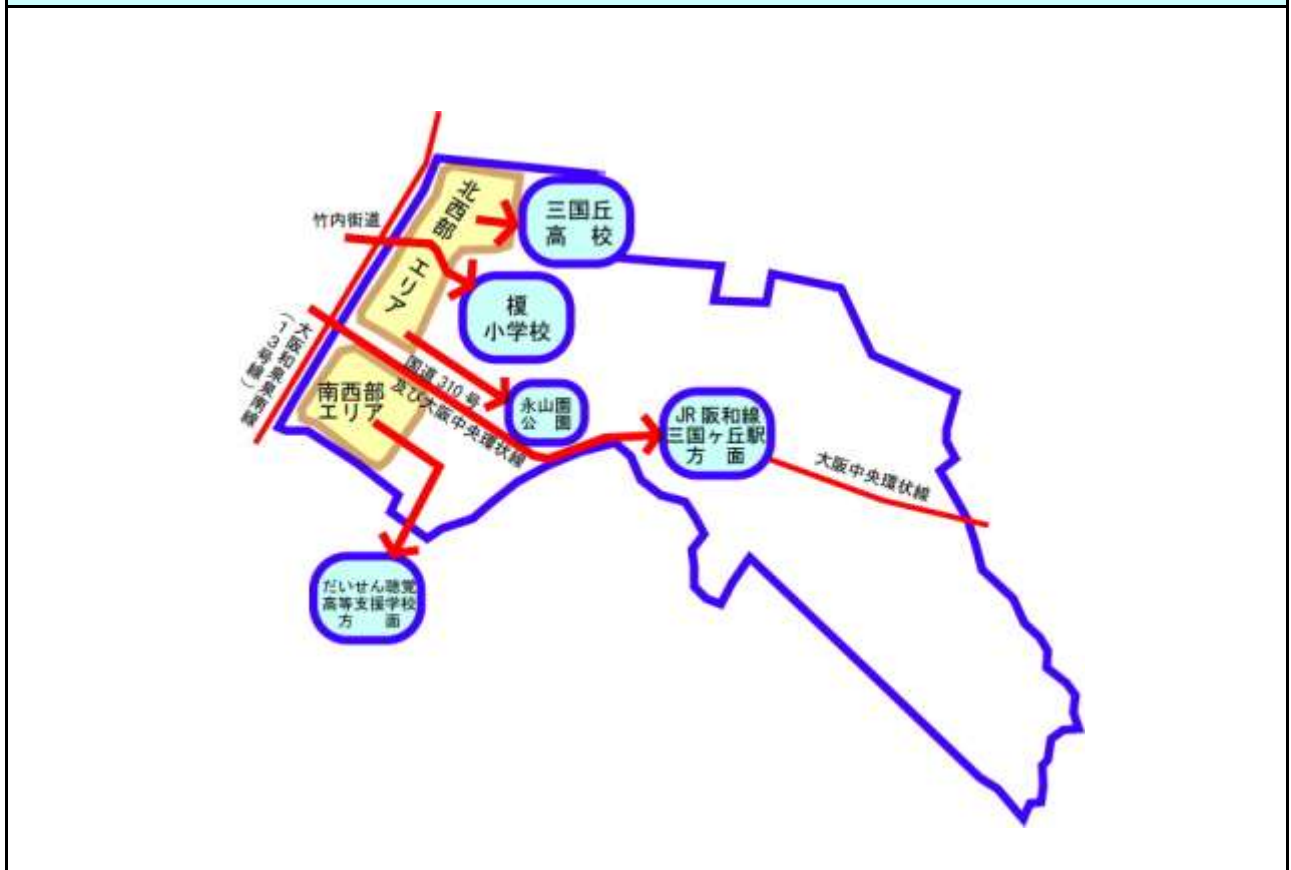 北西部
エリア
三国丘
高　校
竹内街道
榎
小学校
大阪和泉泉南線
（13号線）
国道310号
及び大阪中央環状線
南西部
エリア
永山園
公　園
JR 阪和線
三国ヶ丘駅
方　面
大阪中央環状線
だいせん聴覚
高等支援学校
方　面